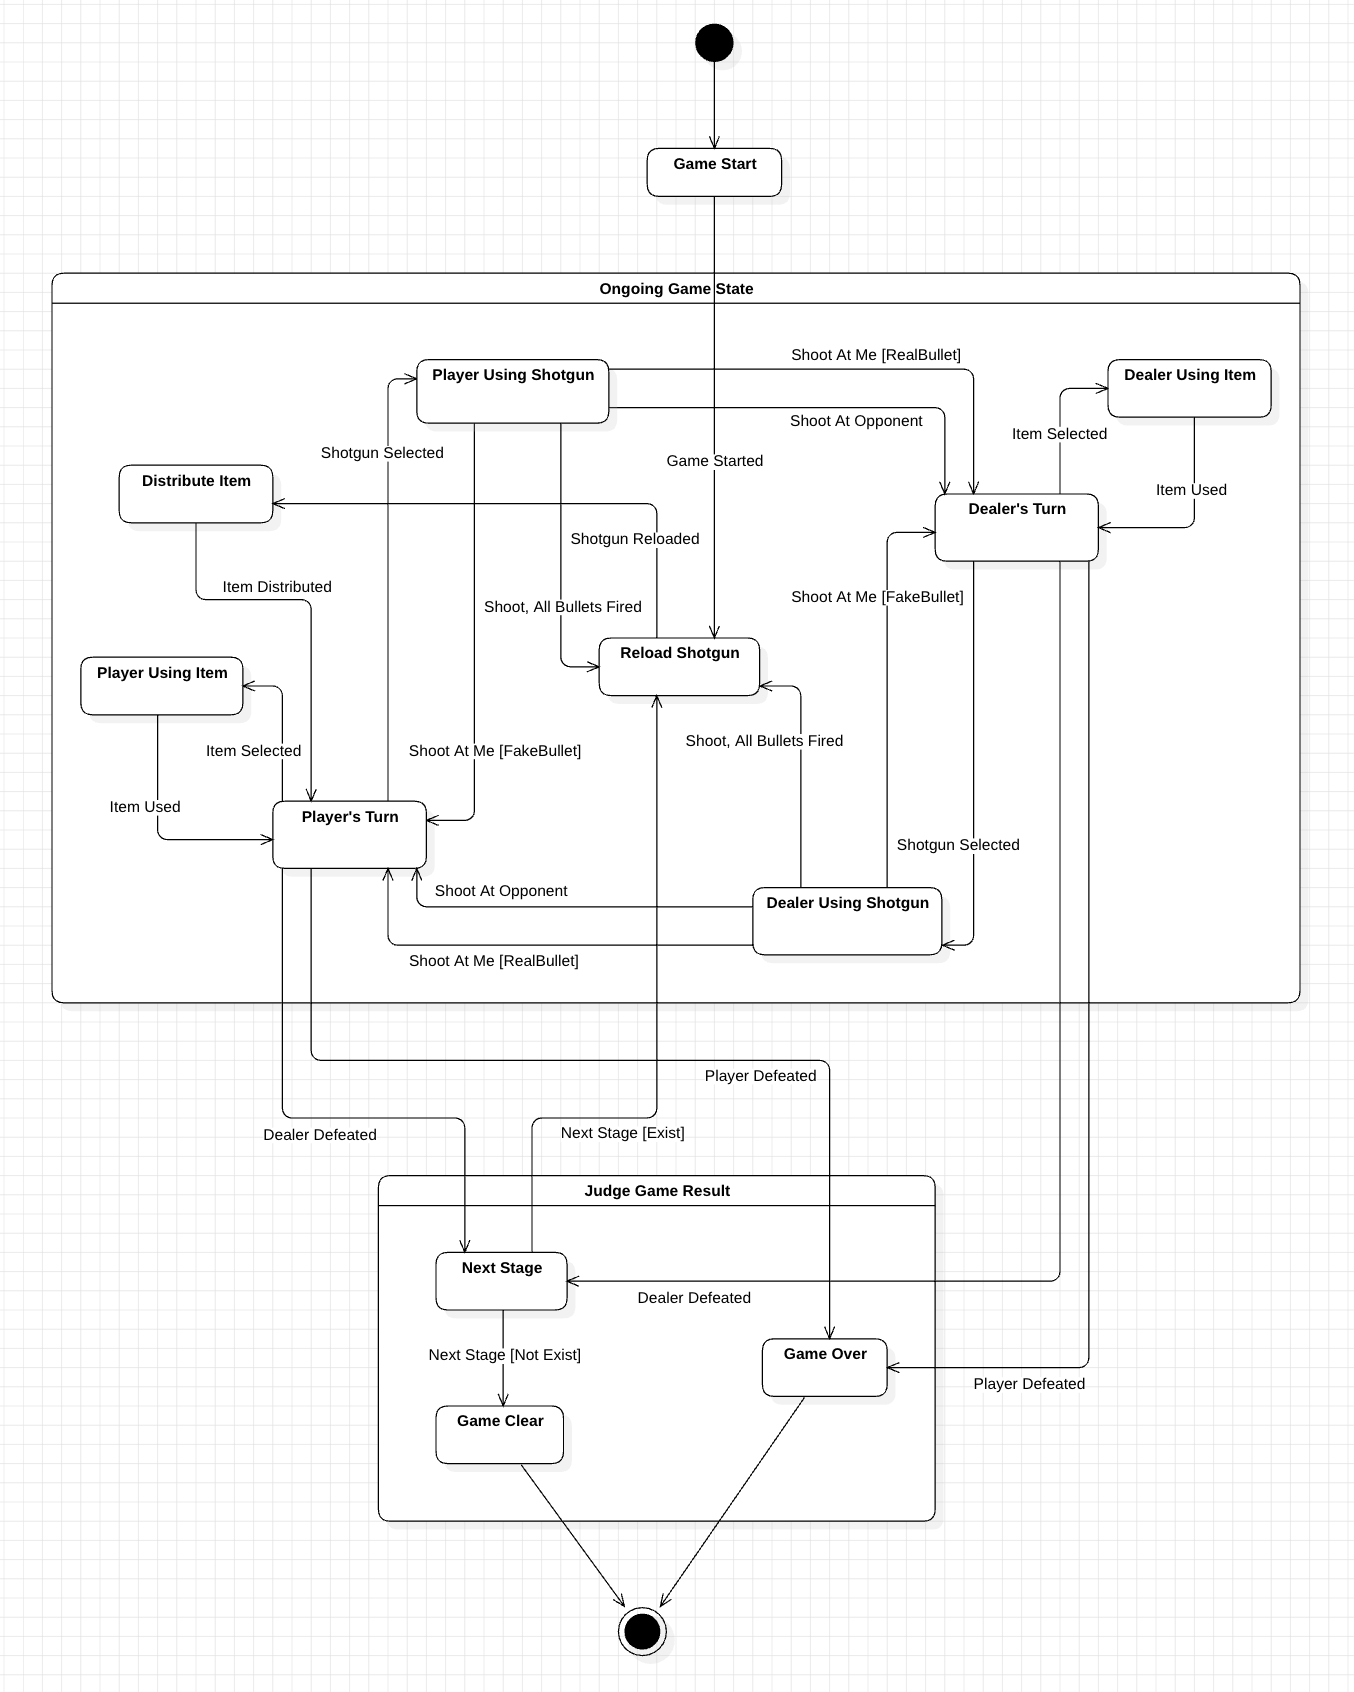 Game Start
Ongoing Game State
Shoot At Me [RealBullet]
Player Using Shotgun
Dealer Using Item
Shoot At Opponent
Item Selected
Shotgun Selected
Game Started
Distribute Item
Item Used
Dealer's Turn
Shotgun Reloaded
Item Distributed
Shoot At Me [FakeBullet]
Shoot, All Bullets Fired
Reload Shotgun
Player Using Item
Shoot, All Bullets Fired
Item Selected
Shoot At Me [FakeBullet]
Item Used
Player's Turn
Shotgun Selected
Shoot At Opponent
Dealer Using Shotgun
Shoot At Me [RealBullet]
Player Defeated
Dealer Defeated
Next Stage [Exist]
Judge Game Result
Next Stage
Dealer Defeated
Next Stage [Not Exist]
Game Over
Player Defeated
Game Clear